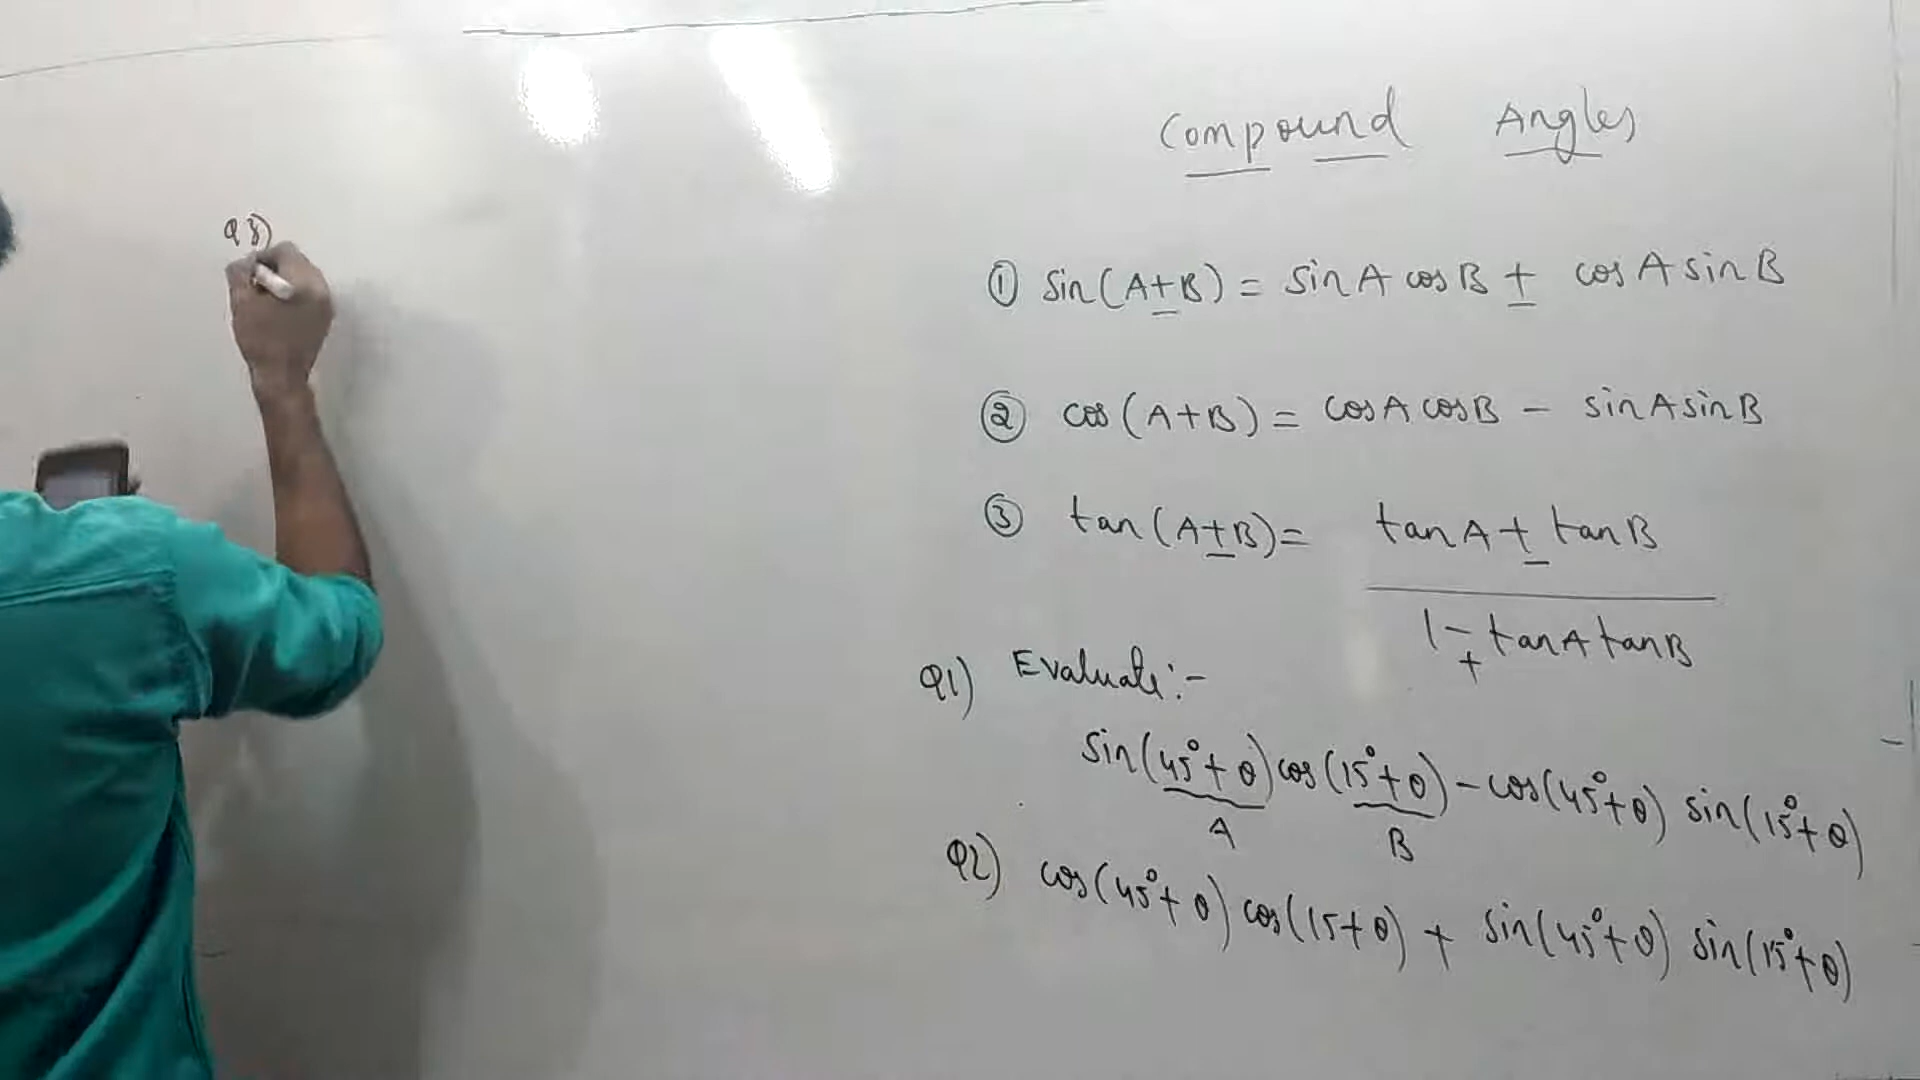 Compound Angles
① sin(A±B) = sinA cosB ± cosA sinB
② cos(A+B) = cosA cosB − sinA sinB
③ tan(A±B) = tanA ± tanB
1 ∓ tanA tanB
Q1) Evaluate:-
sin(45°+θ) cos(15°+θ) − cos(45°+θ) sin(15°+θ)
A B
Q2) cos(45°+θ) cos(15+θ) + sin(45°+θ) sin(15°+θ)
Q3)